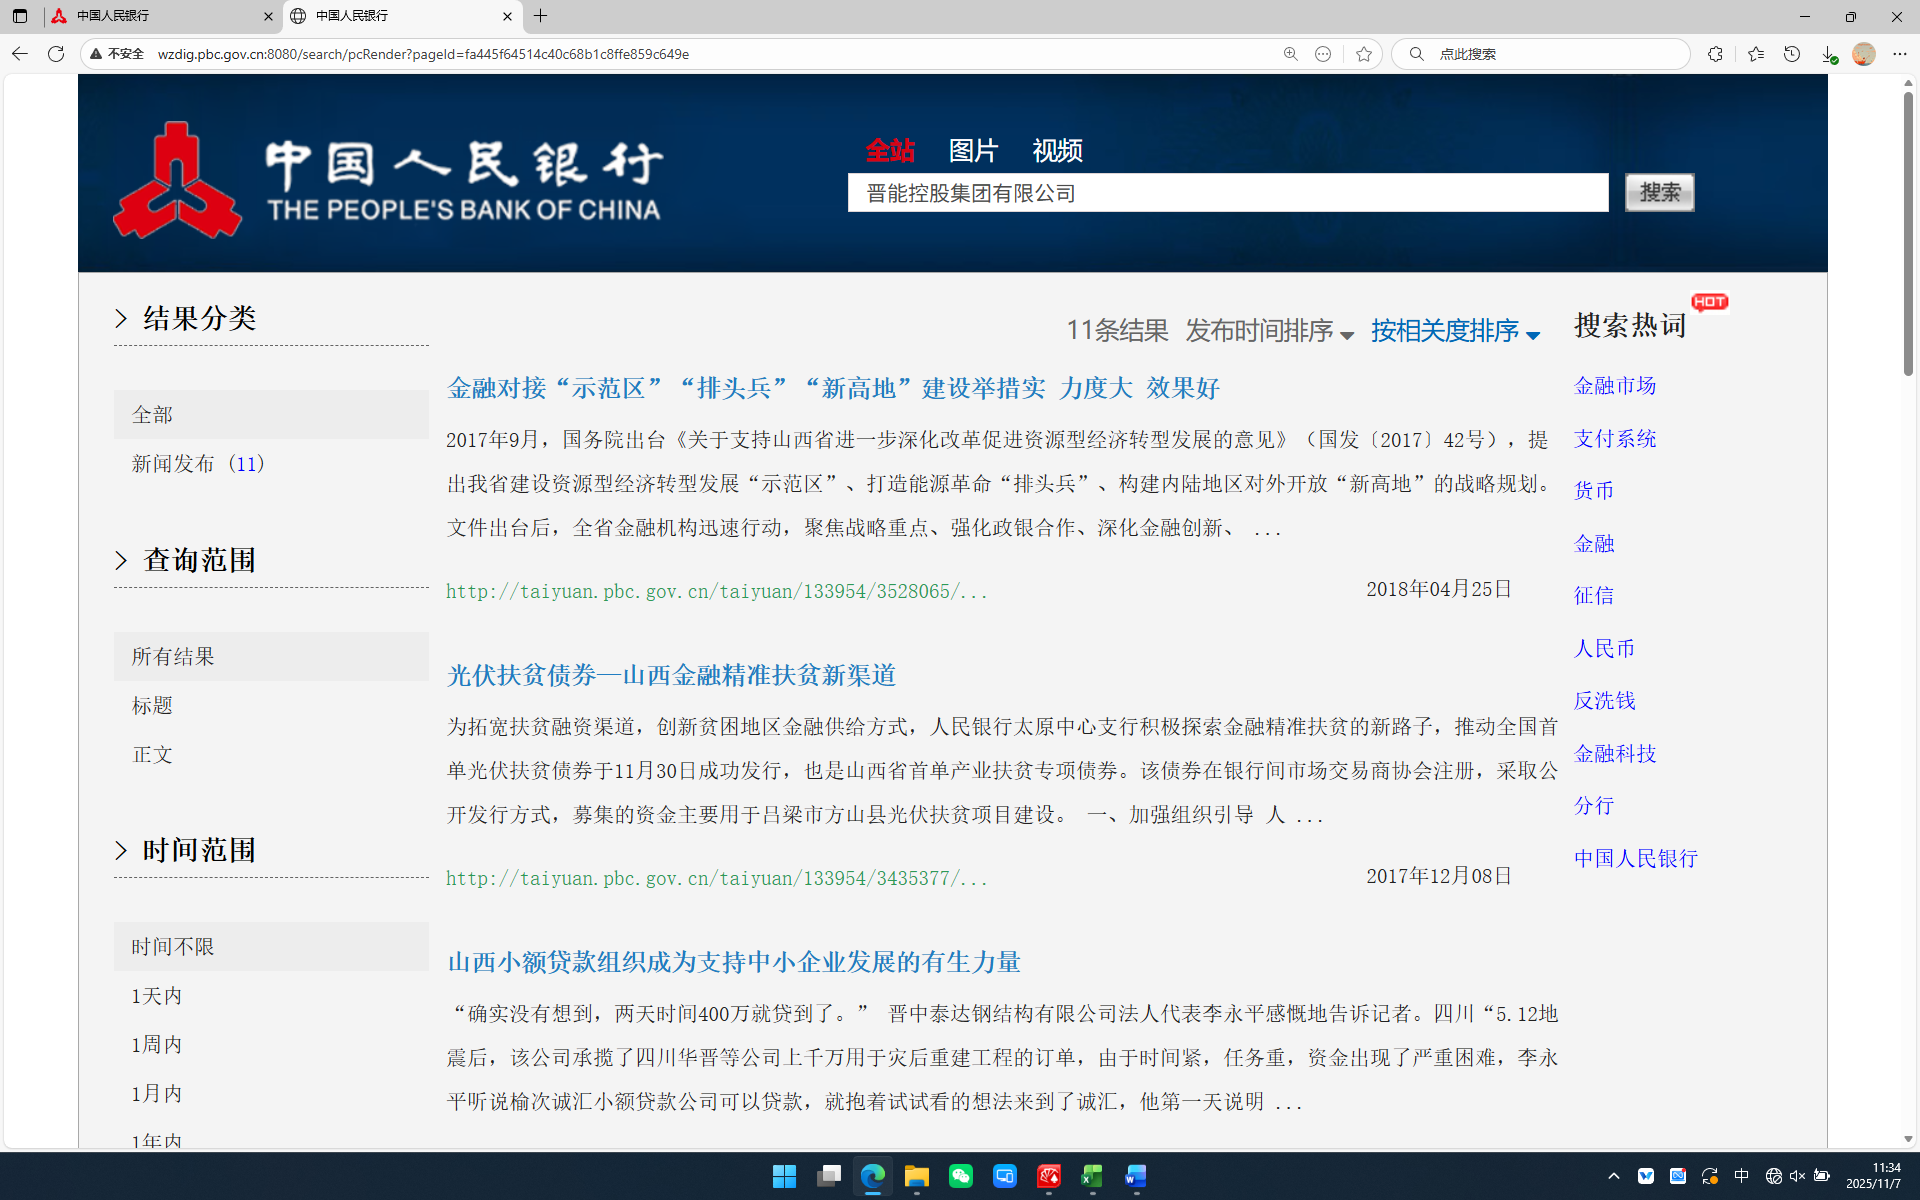 中国人民银行
中国人民银行
不安全
wzdig.pbc.gov.cn:8080/search/pcRender?pageId=fa445f64514c40c68b1c8ffe859c649e
点此搜索
中国人民银行
THE PEOPLE'S BANK OF CHINA
全站 图片 视频
晋能控股集团有限公司
搜索
结果分类
全部
新闻发布 (11)
查询范围
所有结果
标题
正文
时间范围
时间不限
1天内
1周内
1月内
1年内
11条结果 发布时间排序 按相关度排序
金融对接“示范区”“排头兵”“新高地”建设举措实 力度大 效果好
2017年9月，国务院出台《关于支持山西省进一步深化改革促进资源型经济转型发展的意见》（国发〔2017〕42号），提
出我省建设资源型经济转型发展“示范区”、打造能源革命“排头兵”、构建内陆地区对外开放“新高地”的战略规划。
文件出台后，全省金融机构迅速行动，聚焦战略重点、强化政银合作、深化金融创新、 ...
http://taiyuan.pbc.gov.cn/taiyuan/133954/3528065/...
2018年04月25日
光伏扶贫债券—山西金融精准扶贫新渠道
为拓宽扶贫融资渠道，创新贫困地区金融供给方式，人民银行太原中心支行积极探索金融精准扶贫的新路子，推动全国首
单光伏扶贫债券于11月30日成功发行，也是山西省首单产业扶贫专项债券。该债券在银行间市场交易商协会注册，采取公
开发行方式，募集的资金主要用于吕梁市方山县光伏扶贫项目建设。 一、加强组织引导 人 ...
http://taiyuan.pbc.gov.cn/taiyuan/133954/3435377/...
2017年12月08日
山西小额贷款组织成为支持中小企业发展的有生力量
“确实没有想到，两天时间400万就贷到了。” 晋中泰达钢结构有限公司法人代表李永平感慨地告诉记者。四川“5.12地
震后，该公司承揽了四川华晋等公司上千万用于灾后重建工程的订单，由于时间紧，任务重，资金出现了严重困难，李永
平听说榆次诚汇小额贷款公司可以贷款，就抱着试试看的想法来到了诚汇，他第一天说明 ...
搜索热词
HOT
金融市场
支付系统
货币
金融
征信
人民币
反洗钱
金融科技
分行
中国人民银行
中
11:34
2025/11/7